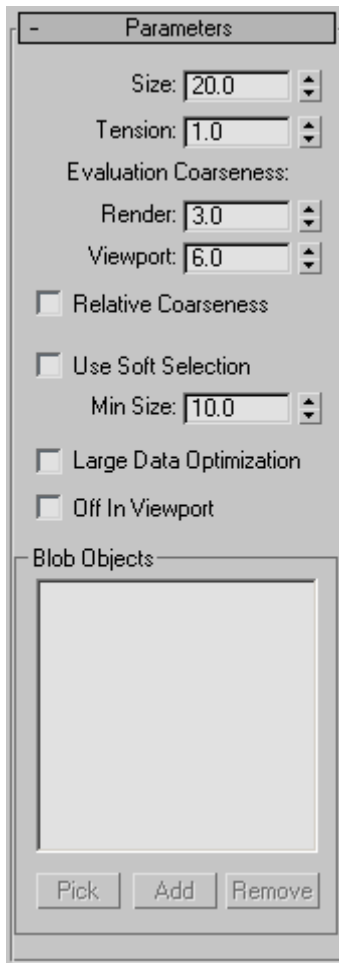 - Parameters
Size: 20.0
Tension: 1.0
Evaluation Coarseness:
Render: 3.0
Viewport: 6.0
Relative Coarseness
Use Soft Selection
Min Size: 10.0
Large Data Optimization
Off In Viewport
Blob Objects
Pick Add Remove